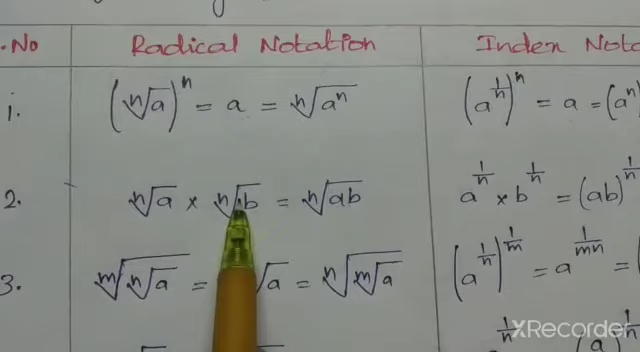 .No Radical Notation Index Nota
i. (ⁿ√a)ⁿ = a = ⁿ√aⁿ (a^{1/n})ⁿ = a = (aⁿ)
2. ⁿ√a × ⁿ√b = ⁿ√ab a^{1/n} × b^{1/n} = (ab)^{1/n}
3. ᵐ√ⁿ√a = √a = ⁿ√ᵐ√a (a^{1/n})^{1/m} = a^{1/mn} = (
XRecorder